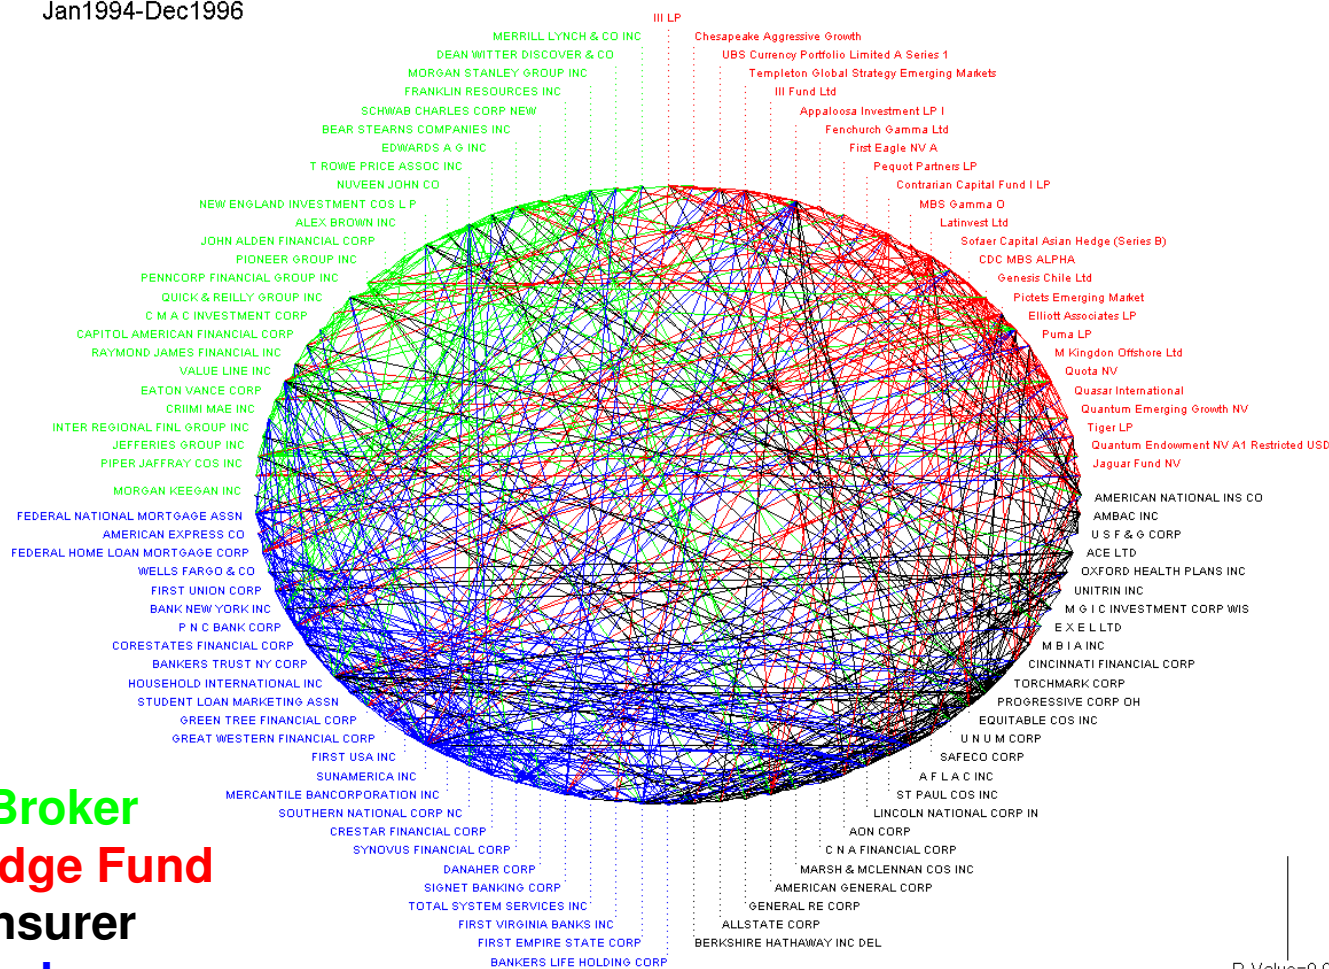 Jan1994-Dec1996
III LP
MERRILL LYNCH & CO INC
DEAN WITTER DISCOVER & CO
MORGAN STANLEY GROUP INC
FRANKLIN RESOURCES INC
SCHWAB CHARLES CORP NEW
BEAR STEARNS COMPANIES INC
EDWARDS A G INC
T ROWE PRICE ASSOC INC
NUVEEN JOHN CO
NEW ENGLAND INVESTMENT COS L P
ALEX BROWN INC
JOHN ALDEN FINANCIAL CORP
PIONEER GROUP INC
PENNCORP FINANCIAL GROUP INC
QUICK & REILLY GROUP INC
C M A C INVESTMENT CORP
CAPITOL AMERICAN FINANCIAL CORP
RAYMOND JAMES FINANCIAL INC
VALUE LINE INC
EATON VANCE CORP
CRIIMI MAE INC
INTER REGIONAL FINL GROUP INC
JEFFERIES GROUP INC
PIPER JAFFRAY COS INC
MORGAN KEEGAN INC
FEDERAL NATIONAL MORTGAGE ASSN
AMERICAN EXPRESS CO
FEDERAL HOME LOAN MORTGAGE CORP
WELLS FARGO & CO
FIRST UNION CORP
BANK NEW YORK INC
P N C BANK CORP
CORESTATES FINANCIAL CORP
BANKERS TRUST NY CORP
HOUSEHOLD INTERNATIONAL INC
STUDENT LOAN MARKETING ASSN
GREEN TREE FINANCIAL CORP
GREAT WESTERN FINANCIAL CORP
FIRST USA INC
SUNAMERICA INC
MERCANTILE BANCORPORATION INC
SOUTHERN NATIONAL CORP NC
CRESTAR FINANCIAL CORP
SYNOVUS FINANCIAL CORP
DANAHER CORP
SIGNET BANKING CORP
TOTAL SYSTEM SERVICES INC
FIRST VIRGINIA BANKS INC
FIRST EMPIRE STATE CORP
BANKERS LIFE HOLDING CORP
Chesapeake Aggressive Growth
UBS Currency Portfolio Limited A Series 1
Templeton Global Strategy Emerging Markets
III Fund Ltd
Appaloosa Investment LP I
Fenchurch Gamma Ltd
First Eagle NV A
Pequot Partners LP
Contrarian Capital Fund I LP
MBS Gamma O
Latinvest Ltd
Sofaer Capital Asian Hedge (Series B)
CDC MBS ALPHA
Genesis Chile Ltd
Pictets Emerging Market
Elliott Associates LP
Puma LP
M Kingdon Offshore Ltd
Quota NV
Quasar International
Quantum Emerging Growth NV
Tiger LP
Quantum Endowment NV A1 Restricted USD
Jaguar Fund NV
AMERICAN NATIONAL INS CO
AMBAC INC
U S F & G CORP
ACE LTD
OXFORD HEALTH PLANS INC
UNITRIN INC
M G I C INVESTMENT CORP WIS
E X E L LTD
M B I A INC
CINCINNATI FINANCIAL CORP
TORCHMARK CORP
PROGRESSIVE CORP OH
EQUITABLE COS INC
U N U M CORP
SAFECO CORP
A F L A C INC
ST PAUL COS INC
LINCOLN NATIONAL CORP IN
AON CORP
C N A FINANCIAL CORP
MARSH & MCLENNAN COS INC
AMERICAN GENERAL CORP
GENERAL RE CORP
ALLSTATE CORP
BERKSHIRE HATHAWAY INC DEL
Broker
dge Fund
nsurer